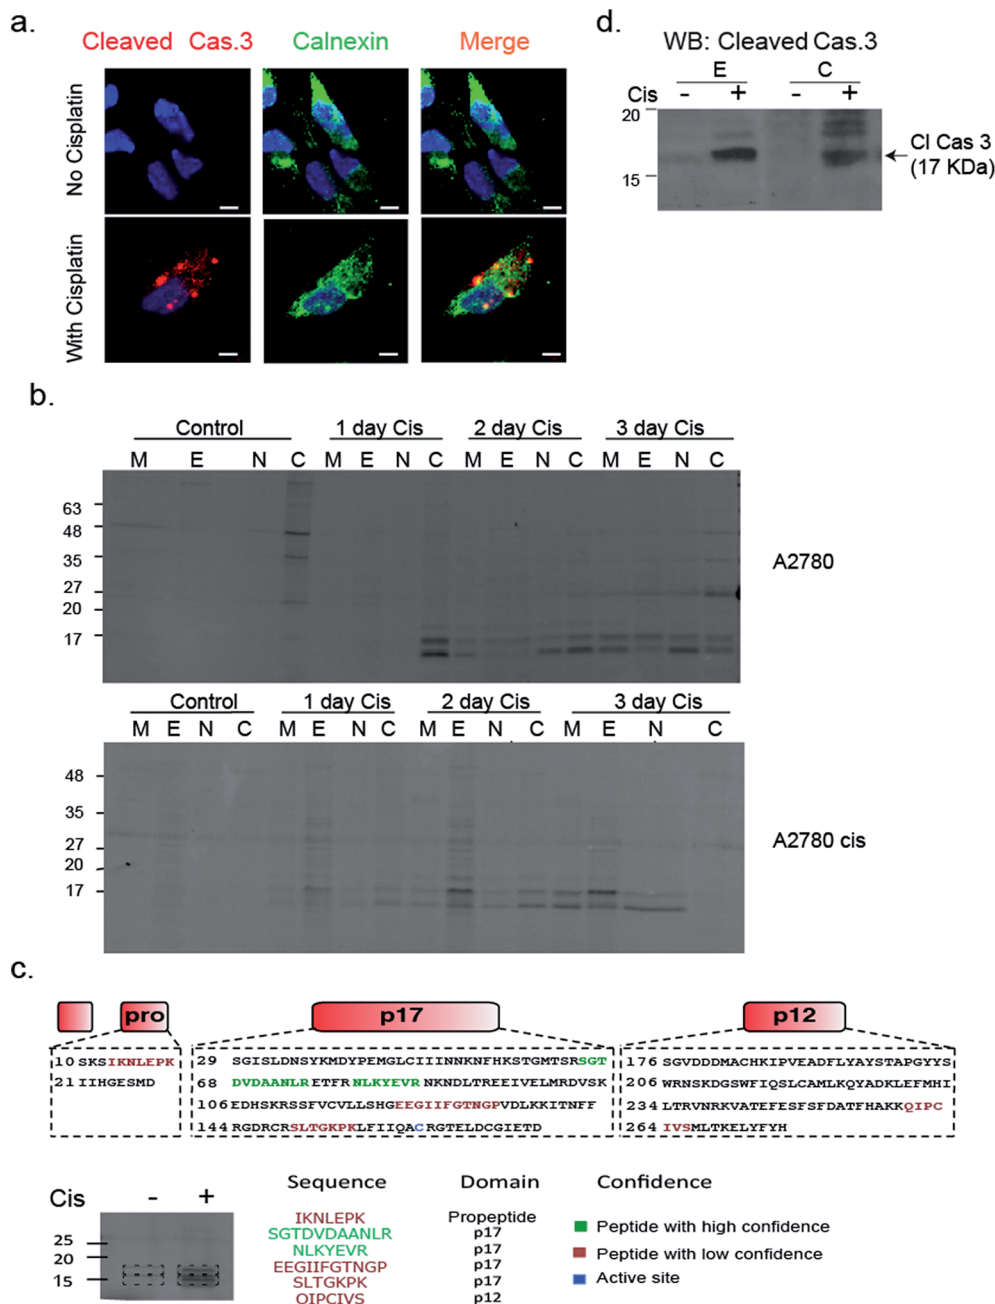 a.
Cleaved Cas.3 Calnexin Merge
No Cisplatin
With Cisplatin
d.
WB: Cleaved Cas.3
E C
Cis - + - +
20
15
Cl Cas 3
(17 KDa)
b.
Control 1 day Cis 2 day Cis 3 day Cis
M E N C M E N C M E N C M E N C
63
48
35
27
20
17
A2780
Control 1 day Cis 2 day Cis 3 day Cis
M E N C M E N C M E N C M E N C
48
35
27
20
17
A2780 cis
c.
pro p17 p12
10 SKSIKNLEPK
21 IIHGESMD
29 SGISLDNSYKMDYPEMGLCIIINNKNFHKSTGMTSRSGT
68 DVDAANLRETFRNLKYEVRNKNDLTREEIVELMRDVSK
106 EDHSKRSSFVCVLLSHGEEGIIFGTNGPVDLKKITNFF
144 RGDRCRSLTGKPKLFIIQACRGTELDCGIETD
176 SGVDDDMACHKIPVEADFLYAYSTAPGYYS
206 WRNSKDGSWFIQSLCAMLKQYADKLEFMHI
234 LTRVNRKVATEFESFSFDATFHAKKQIPC
264 IVSMLTKELYFYH
Cis - +
25
20
15
Sequence Domain Confidence
IKNLEPK Propeptide
SGTDVDAANLR p17
NLKYEVR p17
EEGIIFGTNGP p17
SLTGKPK p17
QIPCIVS p12
Peptide with high confidence
Peptide with low confidence
Active site